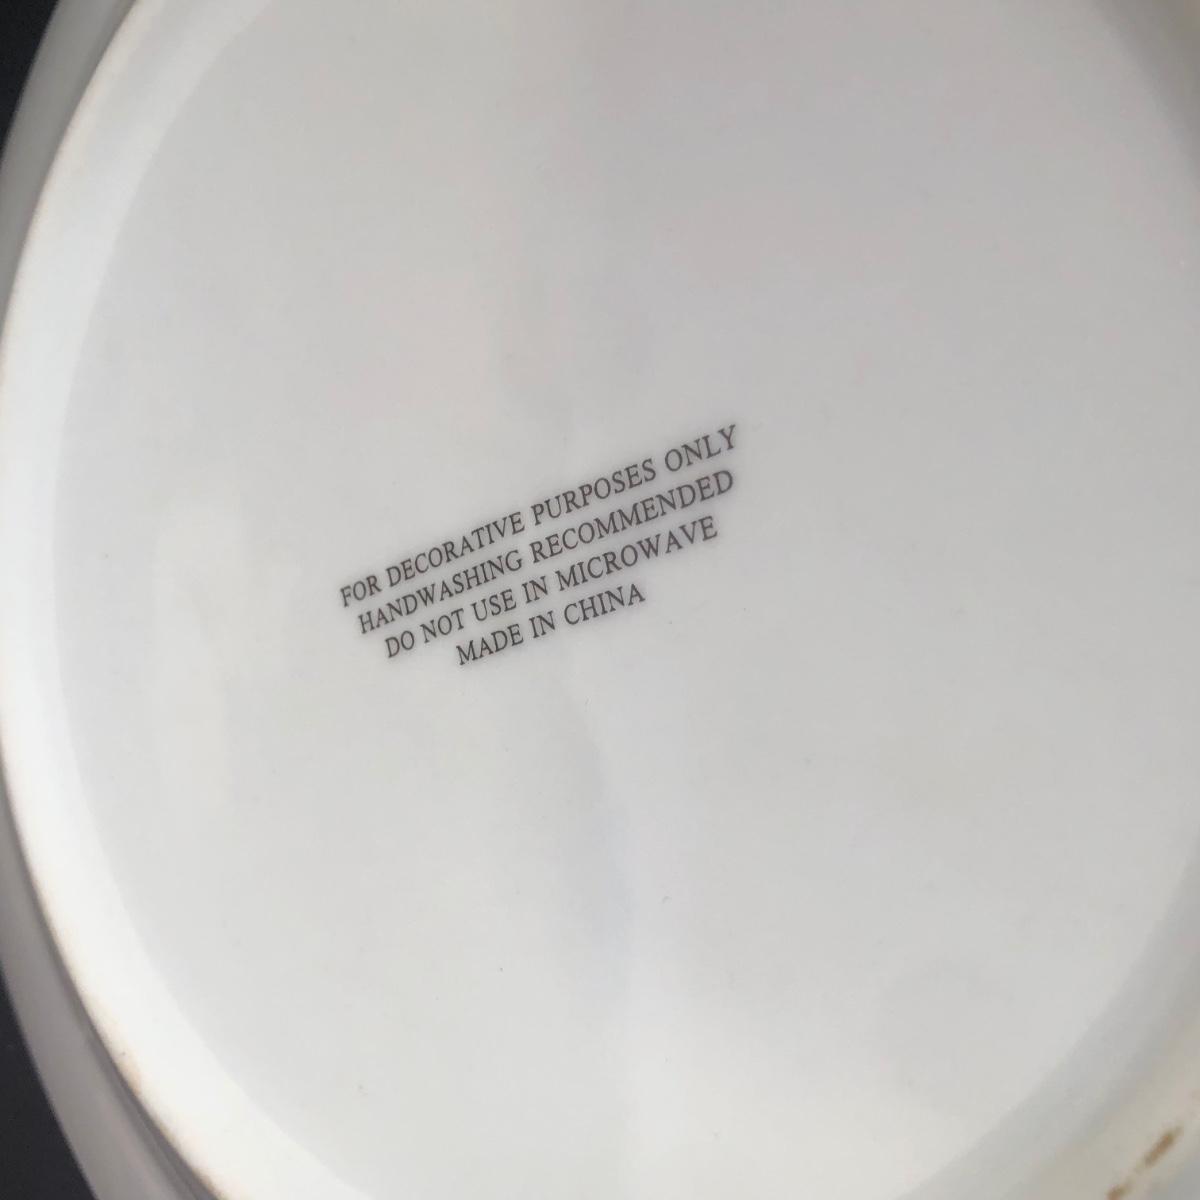 FOR DECORATIVE PURPOSES ONLY
HANDWASHING RECOMMENDED
DO NOT USE IN MICROWAVE
MADE IN CHINA